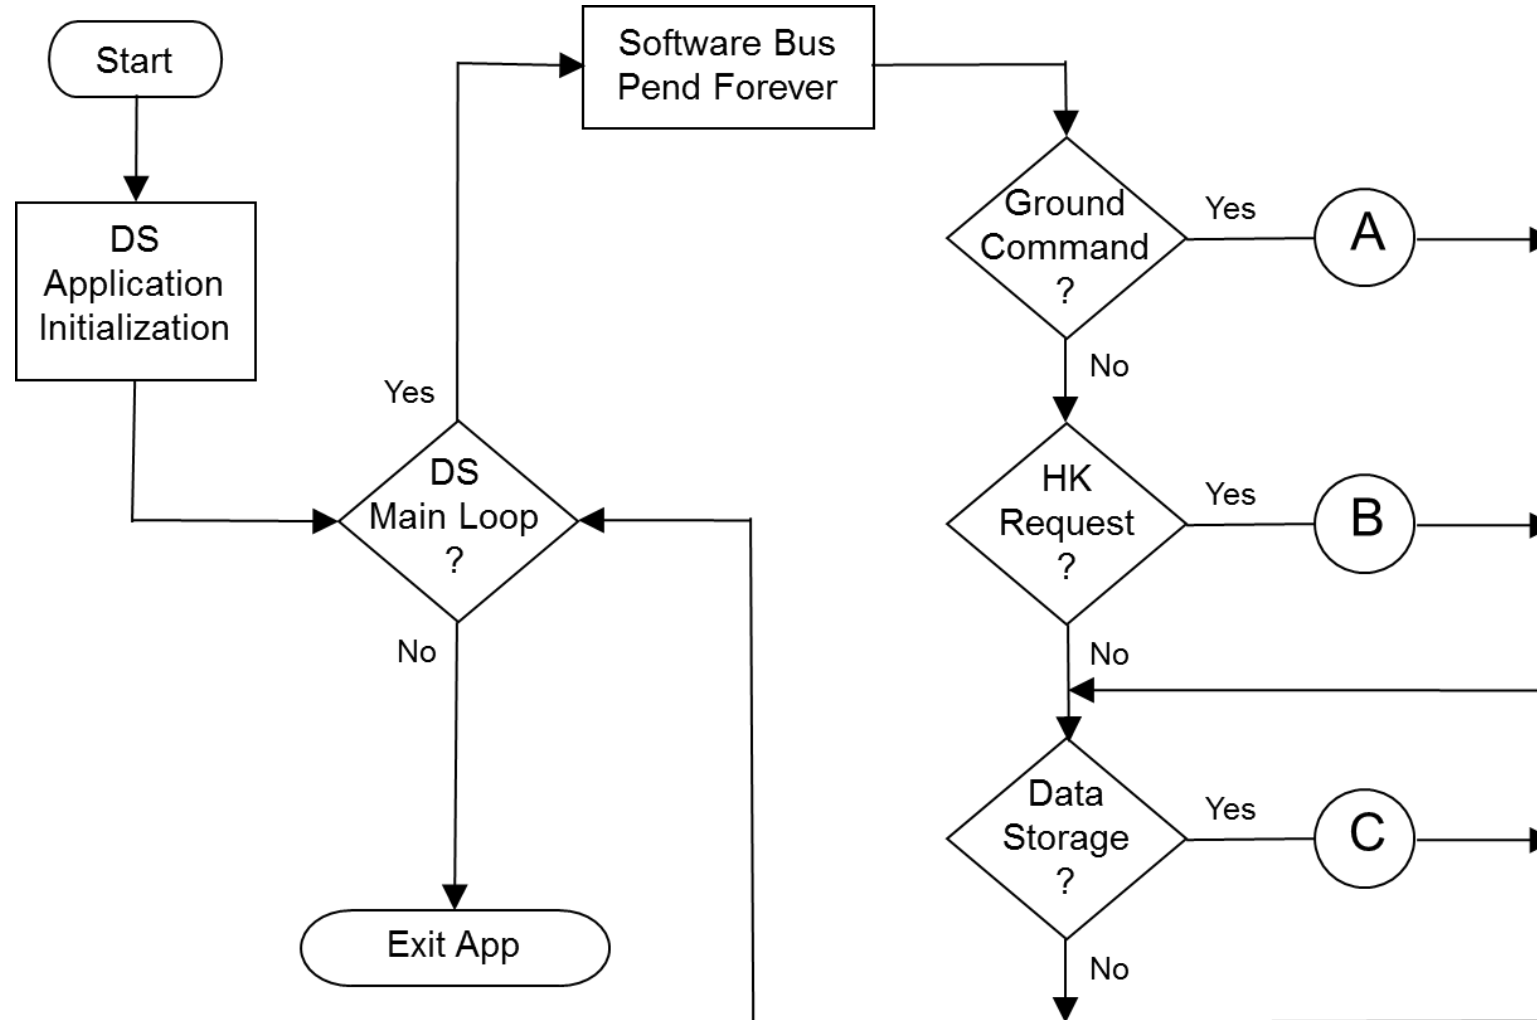 Start
DS
Application
Initialization
Yes
DS
Main Loop
?
No
Exit App
Software Bus
Pend Forever
Ground
Command
?
Yes
A
No
HK
Request
?
Yes
B
No
Data
Storage
?
Yes
C
No